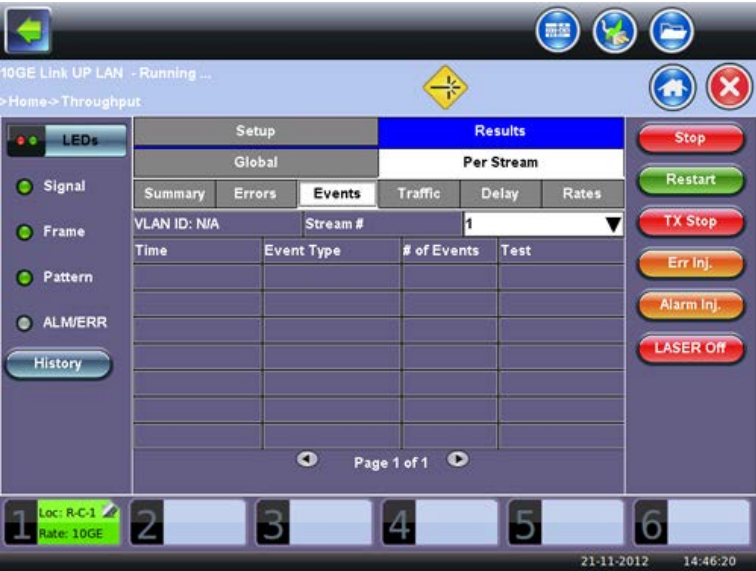 10GE Link UP LAN - Running ...
>Home->Throughput
LEDs
Signal
Frame
Pattern
ALM/ERR
History
Setup
Results
Global
Per Stream
Summary
Errors
Events
Traffic
Delay
Rates
VLAN ID: N/A
Stream #
1
Time
Event Type
# of Events
Test
Page 1 of 1
Stop
Restart
TX Stop
Err Inj.
Alarm Inj.
LASER Off
1
Loc: R-C-1
Rate: 10GE
2
3
4
5
6
21-11-2012 14:46:20